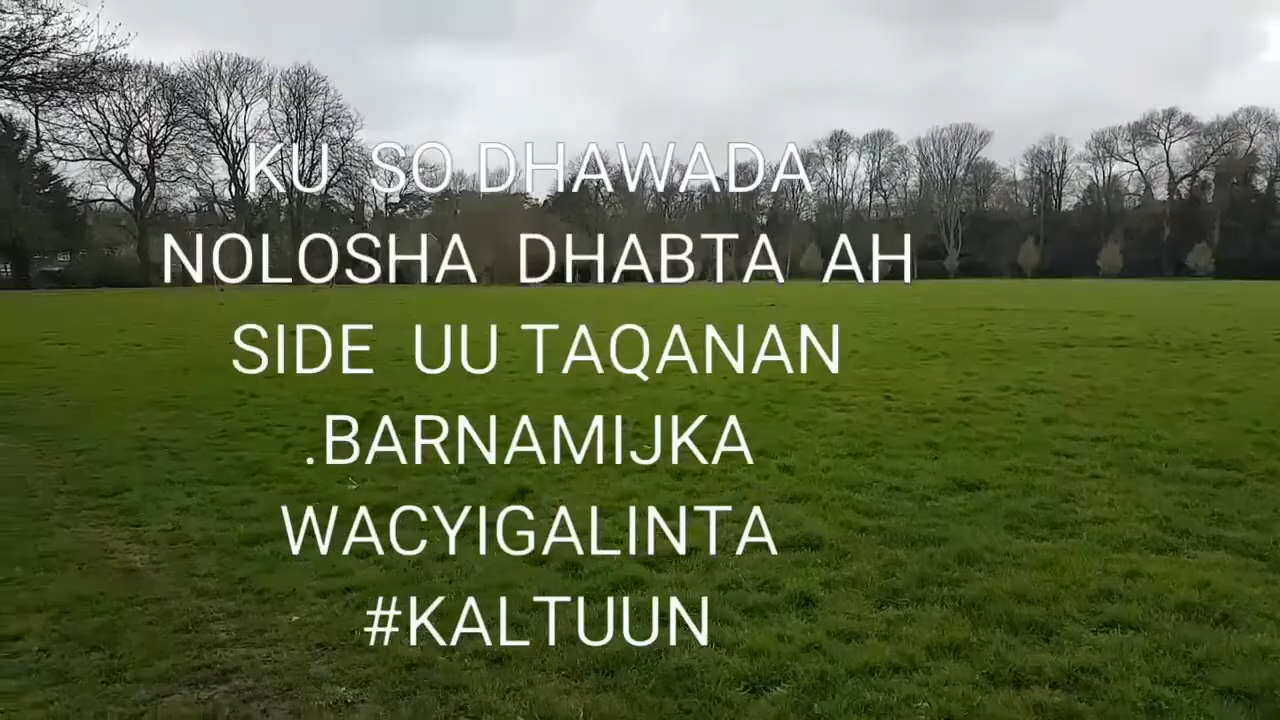 KU SO DHAWADA
NOLOSHA DHABTA AH
SIDE UU TAQANAN
.BARNAMIJKA
WACYIGALINTA
#KALTUUN